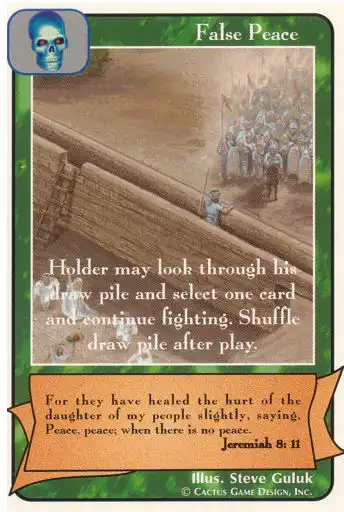 False Peace
Holder may look through his
draw pile and select one card
and continue fighting. Shuffle
draw pile after play.
For they have healed the hurt of the
daughter of my people slightly, saying,
Peace, peace; when there is no peace.
Jeremiah 8: 11
Illus. Steve Guluk
© Cactus Game Design, Inc.